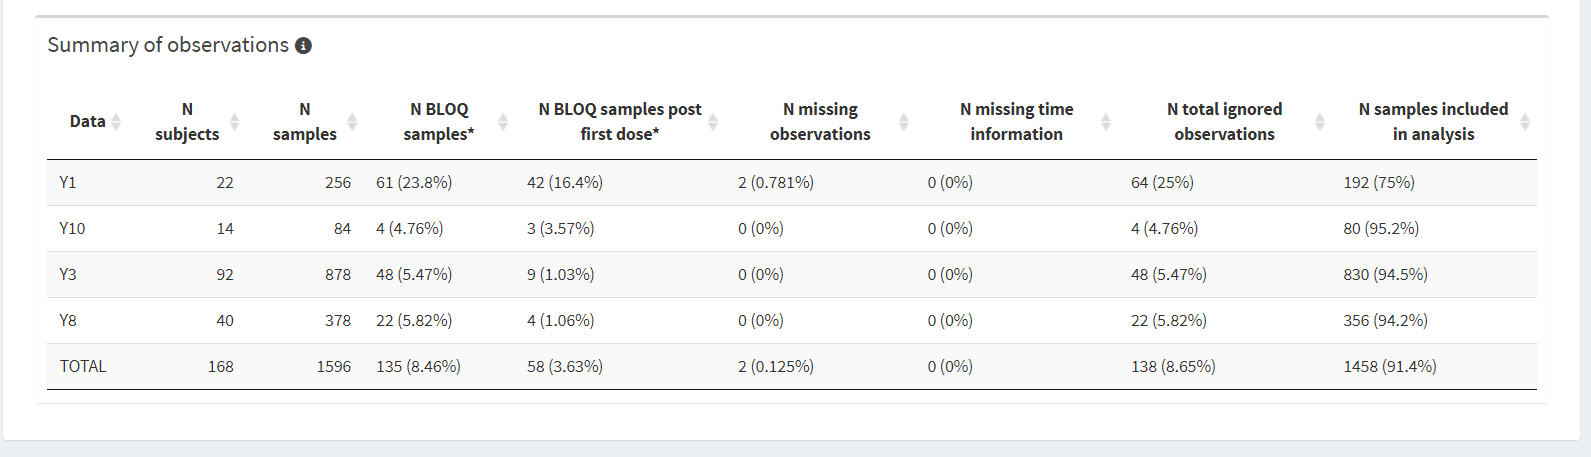 Summary of observations
Data N subjects N samples N BLOQ samples* N BLOQ samples post first dose* N missing observations N missing time information N total ignored observations N samples included in analysis
Y1 22 256 61 (23.8%) 42 (16.4%) 2 (0.781%) 0 (0%) 64 (25%) 192 (75%)
Y10 14 84 4 (4.76%) 3 (3.57%) 0 (0%) 0 (0%) 4 (4.76%) 80 (95.2%)
Y3 92 878 48 (5.47%) 9 (1.03%) 0 (0%) 0 (0%) 48 (5.47%) 830 (94.5%)
Y8 40 378 22 (5.82%) 4 (1.06%) 0 (0%) 0 (0%) 22 (5.82%) 356 (94.2%)
TOTAL 168 1596 135 (8.46%) 58 (3.63%) 2 (0.125%) 0 (0%) 138 (8.65%) 1458 (91.4%)